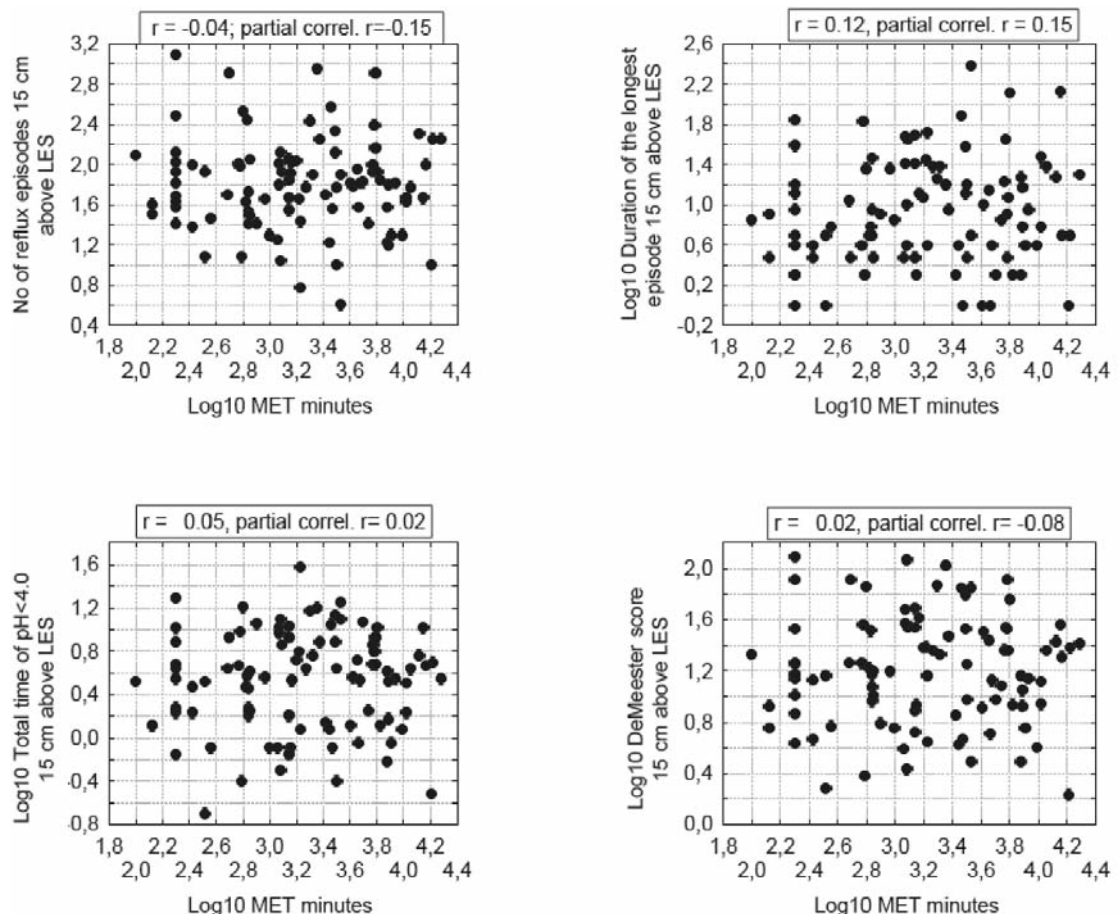 r = -0.04; partial correl. r=-0.15
No of reflux episodes 15 cm
above LES
3,2
2,8
2,4
2,0
1,6
1,2
0,8
0,4
1,8 2,2 2,6 3,0 3,4 3,8 4,2
2,0 2,4 2,8 3,2 3,6 4,0 4,4
Log10 MET minutes
r = 0.12, partial correl. r = 0.15
Log10 Duration of the longest
episode 15 cm above LES
2,6
2,2
1,8
1,4
1,0
0,6
0,2
-0,2
1,8 2,2 2,6 3,0 3,4 3,8 4,2
2,0 2,4 2,8 3,2 3,6 4,0 4,4
Log10 MET minutes
r = 0.05, partial correl. r= 0.02
Log10 Total time of pH<4.0
15 cm above LES
1,6
1,2
0,8
0,4
0,0
-0,4
-0,8
1,8 2,2 2,6 3,0 3,4 3,8 4,2
2,0 2,4 2,8 3,2 3,6 4,0 4,4
Log10 MET minutes
r = 0.02, partial correl. r= -0.08
Log10 DeMeester score
15 cm above LES
2,0
1,6
1,2
0,8
0,4
0,0
1,8 2,2 2,6 3,0 3,4 3,8 4,2
2,0 2,4 2,8 3,2 3,6 4,0 4,4
Log10 MET minutes